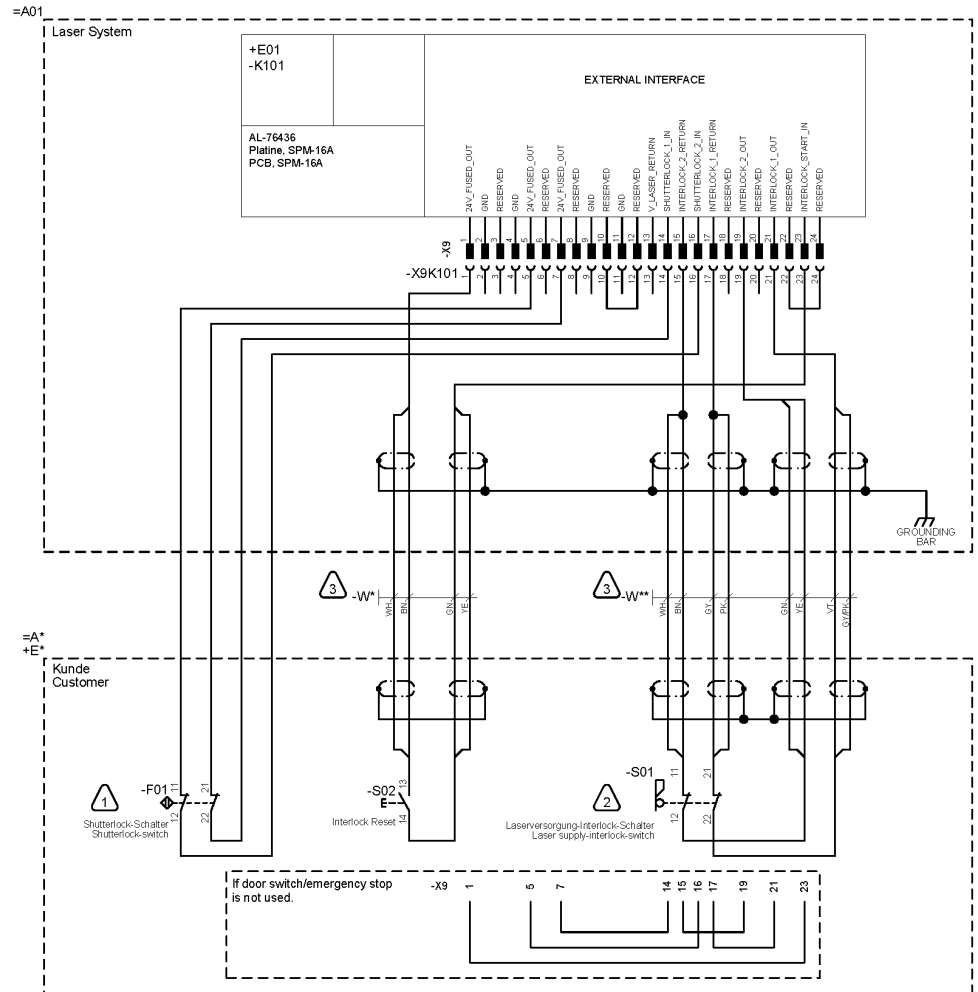 =A01
Laser System
+E01
-K101
EXTERNAL INTERFACE
AL-76436
Platine, SPM-16A
PCB, SPM-16A
24V_FUSED_OUT
GND
RESERVED
GND
24V_FUSED_OUT
RESERVED
24V_FUSED_OUT
RESERVED
GND
RESERVED
GND
RESERVED
V_LASER_RETURN
SHUTTERLOCK_1_IN
INTERLOCK_2_RETURN
SHUTTERLOCK_2_IN
INTERLOCK_1_RETURN
RESERVED
INTERLOCK_2_OUT
RESERVED
INTERLOCK_1_OUT
RESERVED
INTERLOCK_START_IN
RESERVED
-X9 1 2 3 4 5 6 7 8 9 10 11 12 13 14 15 16 17 18 19 20 21 22 23 24
-X9K101 1 2 3 4 5 6 7 8 9 10 11 12 13 14 15 16 17 18 19 20 21 22 23 24
GROUNDING
BAR
3 -W* WH BN GN YE
3 -W** WH BN GY PK GN YE VT GY/PK
=A*
+E*
Kunde
Customer
1
-F01
11 21
12 22
Shutterlock-Schalter
Shutterlock-switch
-S02
13
14
Interlock Reset
2
-S01
11 21
12 22
Laserversorgung-Interlock-Schalter
Laser supply-interlock-switch
If door switch/emergency stop
is not used.
-X9 1 5 7 14 15 16 17 19 21 23